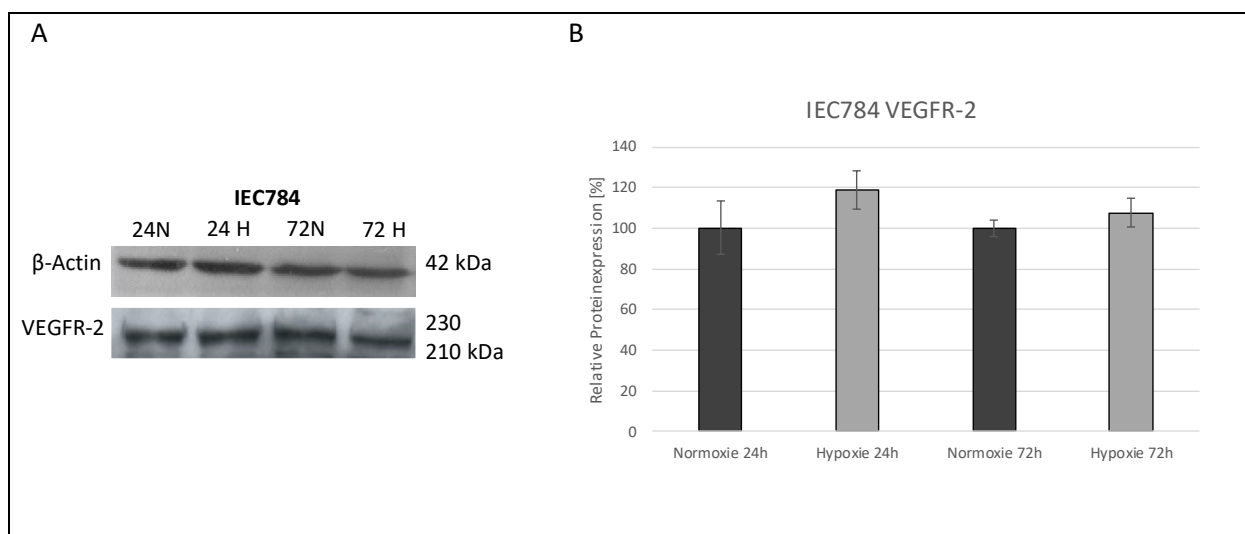 A
IEC784
24N 24 H 72N 72 H
β-Actin 42 kDa
VEGFR-2 230
210 kDa
B
IEC784 VEGFR-2
Relative Proteinexpression [%]
140
120
100
80
60
40
20
0
Normoxie 24h Hypoxie 24h Normoxie 72h Hypoxie 72h